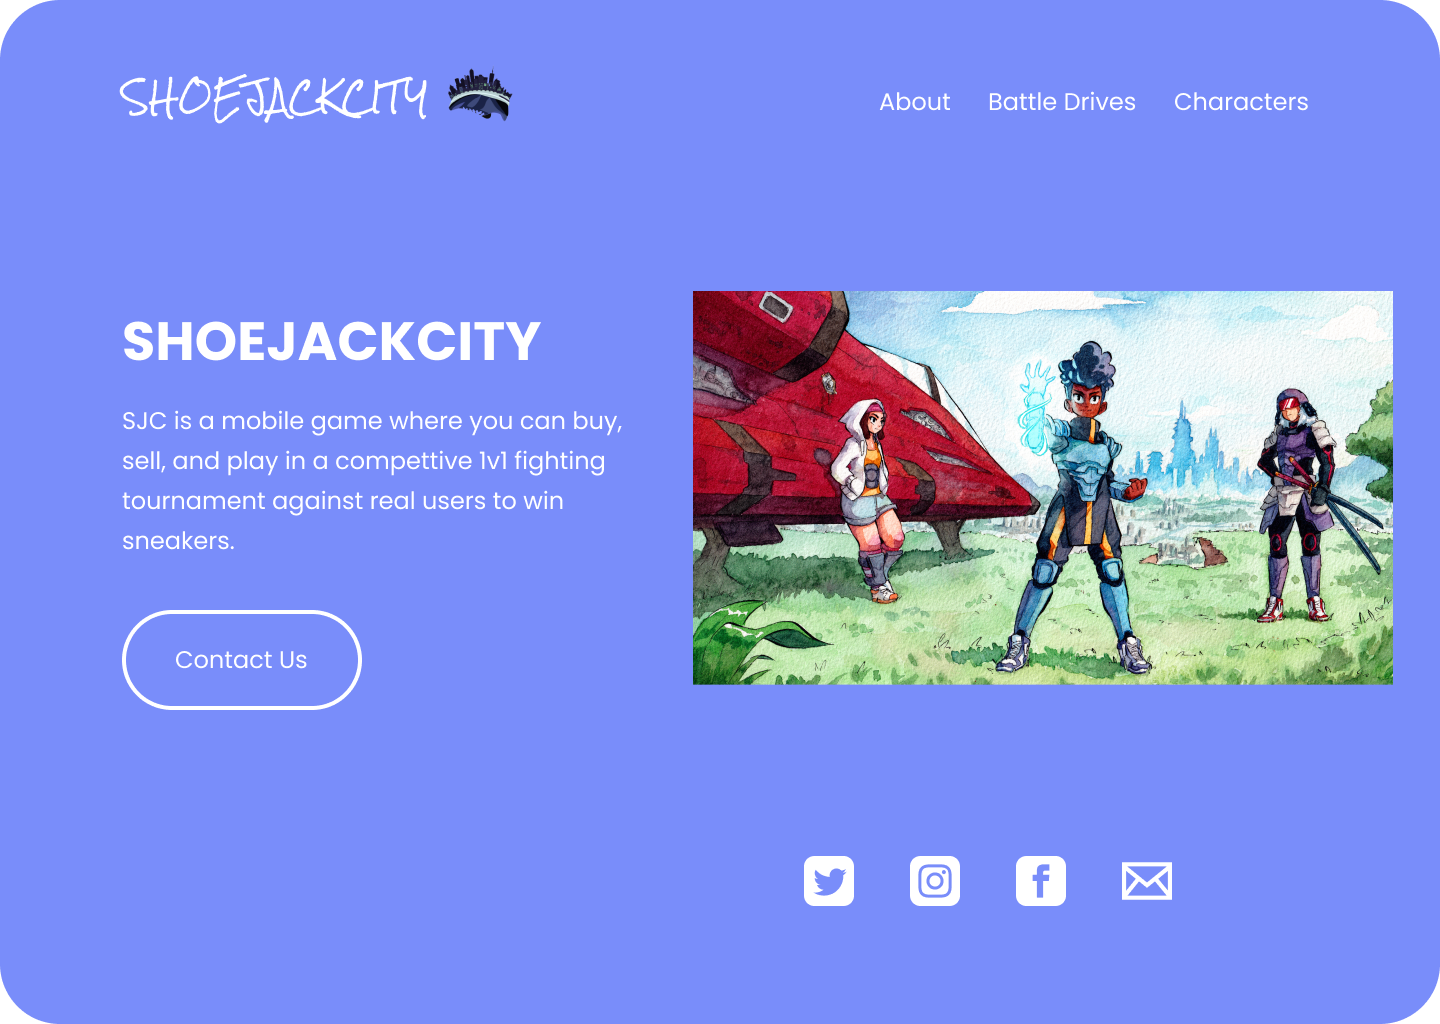 SHOEJACKCITY
About Battle Drives Characters
SHOEJACKCITY
SJC is a mobile game where you can buy,
sell, and play in a compettive 1v1 fighting
tournament against real users to win
sneakers.
Contact Us